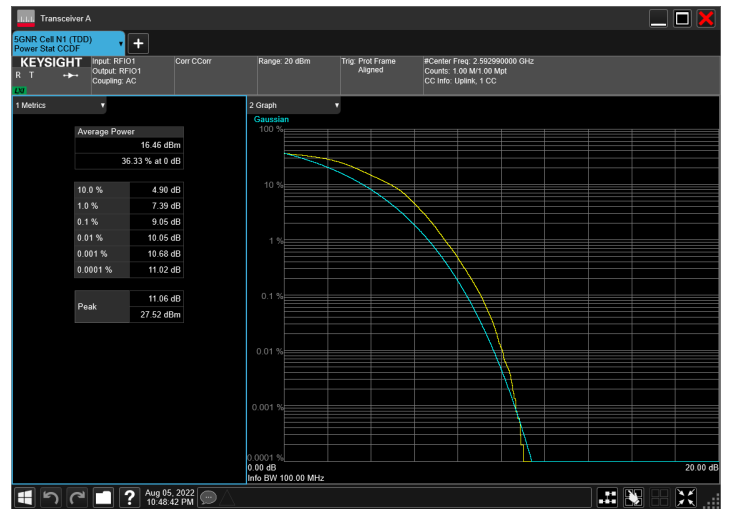 Transceiver A
5GNR Cell N1 (TDD)
Power Stat CCDF
KEYSIGHT
R T
LXI
Input: RFIO1
Output: RFIO1
Coupling: AC
Corr CCorr
Range: 20 dBm
Trig: Prot Frame
Aligned
#Center Freq: 2.592990000 GHz
Counts: 1.00 M/1.00 Mpt
CC Info: Uplink, 1 CC
1 Metrics
Average Power
16.46 dBm
36.33 % at 0 dB
10.0 % 4.90 dB
1.0 % 7.39 dB
0.1 % 9.05 dB
0.01 % 10.05 dB
0.001 % 10.68 dB
0.0001 % 11.02 dB
Peak
11.06 dB
27.52 dBm
2 Graph
Gaussian
100 %
10 %
1 %
0.1 %
0.01 %
0.001 %
0.0001 %
0.00 dB
20.00 dB
Info BW 100.00 MHz
?
Aug 05, 2022
10:48:42 PM